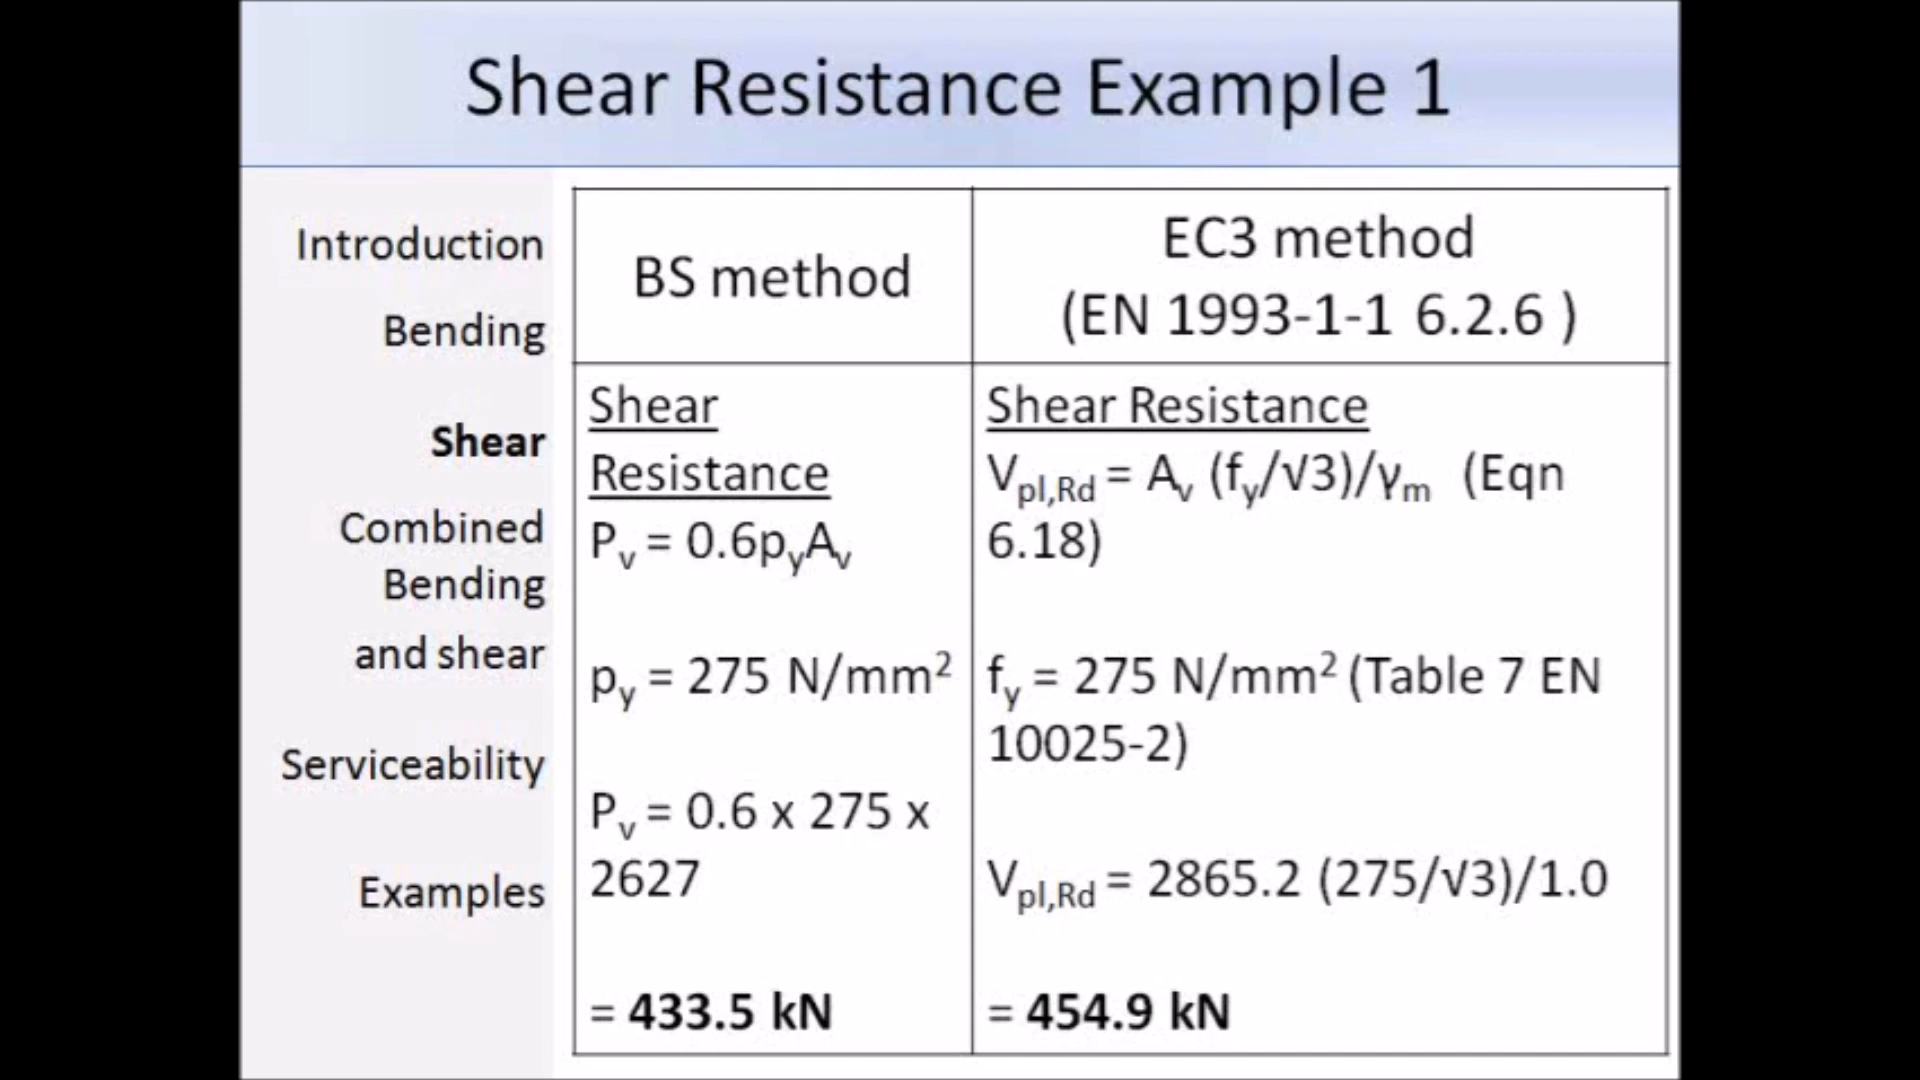 Shear Resistance Example 1
Introduction
Bending
Shear
Combined
Bending
and shear
Serviceability
Examples
BS method
EC3 method
(EN 1993-1-1 6.2.6 )
Shear
Resistance
Pv = 0.6pyAv
py = 275 N/mm²
Pv = 0.6 x 275 x
2627
= 433.5 kN
Shear Resistance
Vpl,Rd = Av (fy/√3)/γm (Eqn
6.18)
fy = 275 N/mm² (Table 7 EN
10025-2)
Vpl,Rd = 2865.2 (275/√3)/1.0
= 454.9 kN